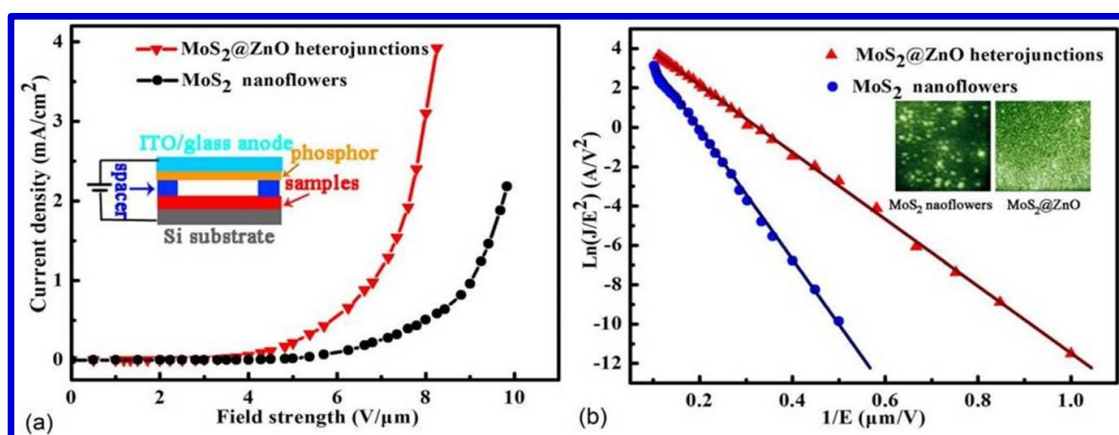 MoS2@ZnO heterojunctions
MoS2 nanoflowers
ITO/glass anode
phosphor
spacer
samples
Si substrate
Current density (mA/cm2)
4
3
2
1
0
0 2 4 6 8 10
Field strength (V/μm)
(a)
MoS2@ZnO heterojunctions
MoS2 nanoflowers
MoS2 naoflowers
MoS2@ZnO
Ln(J/E2) (A/V2)
4
2
0
-2
-4
-6
-8
-10
-12
0.2 0.4 0.6 0.8 1.0
1/E (μm/V)
(b)